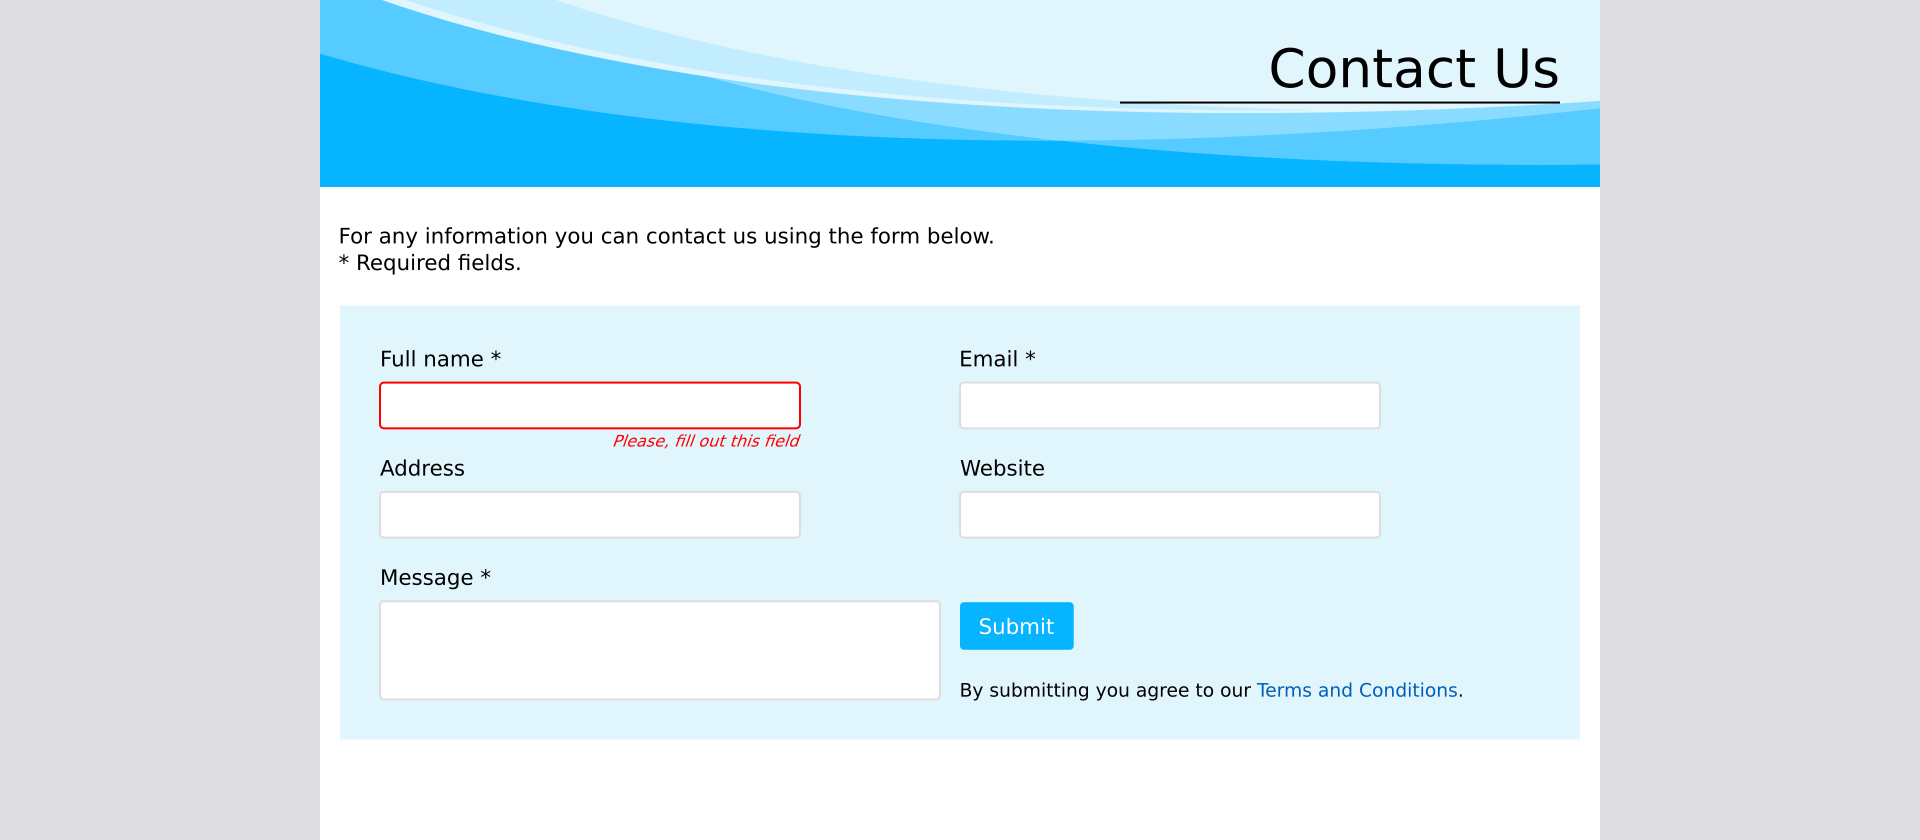 Contact Us
For any information you can contact us using the form below.
* Required fields.
Full name *
Email *
Please, fill out this field
Address
Website
Message *
Submit
By submitting you agree to our Terms and Conditions.